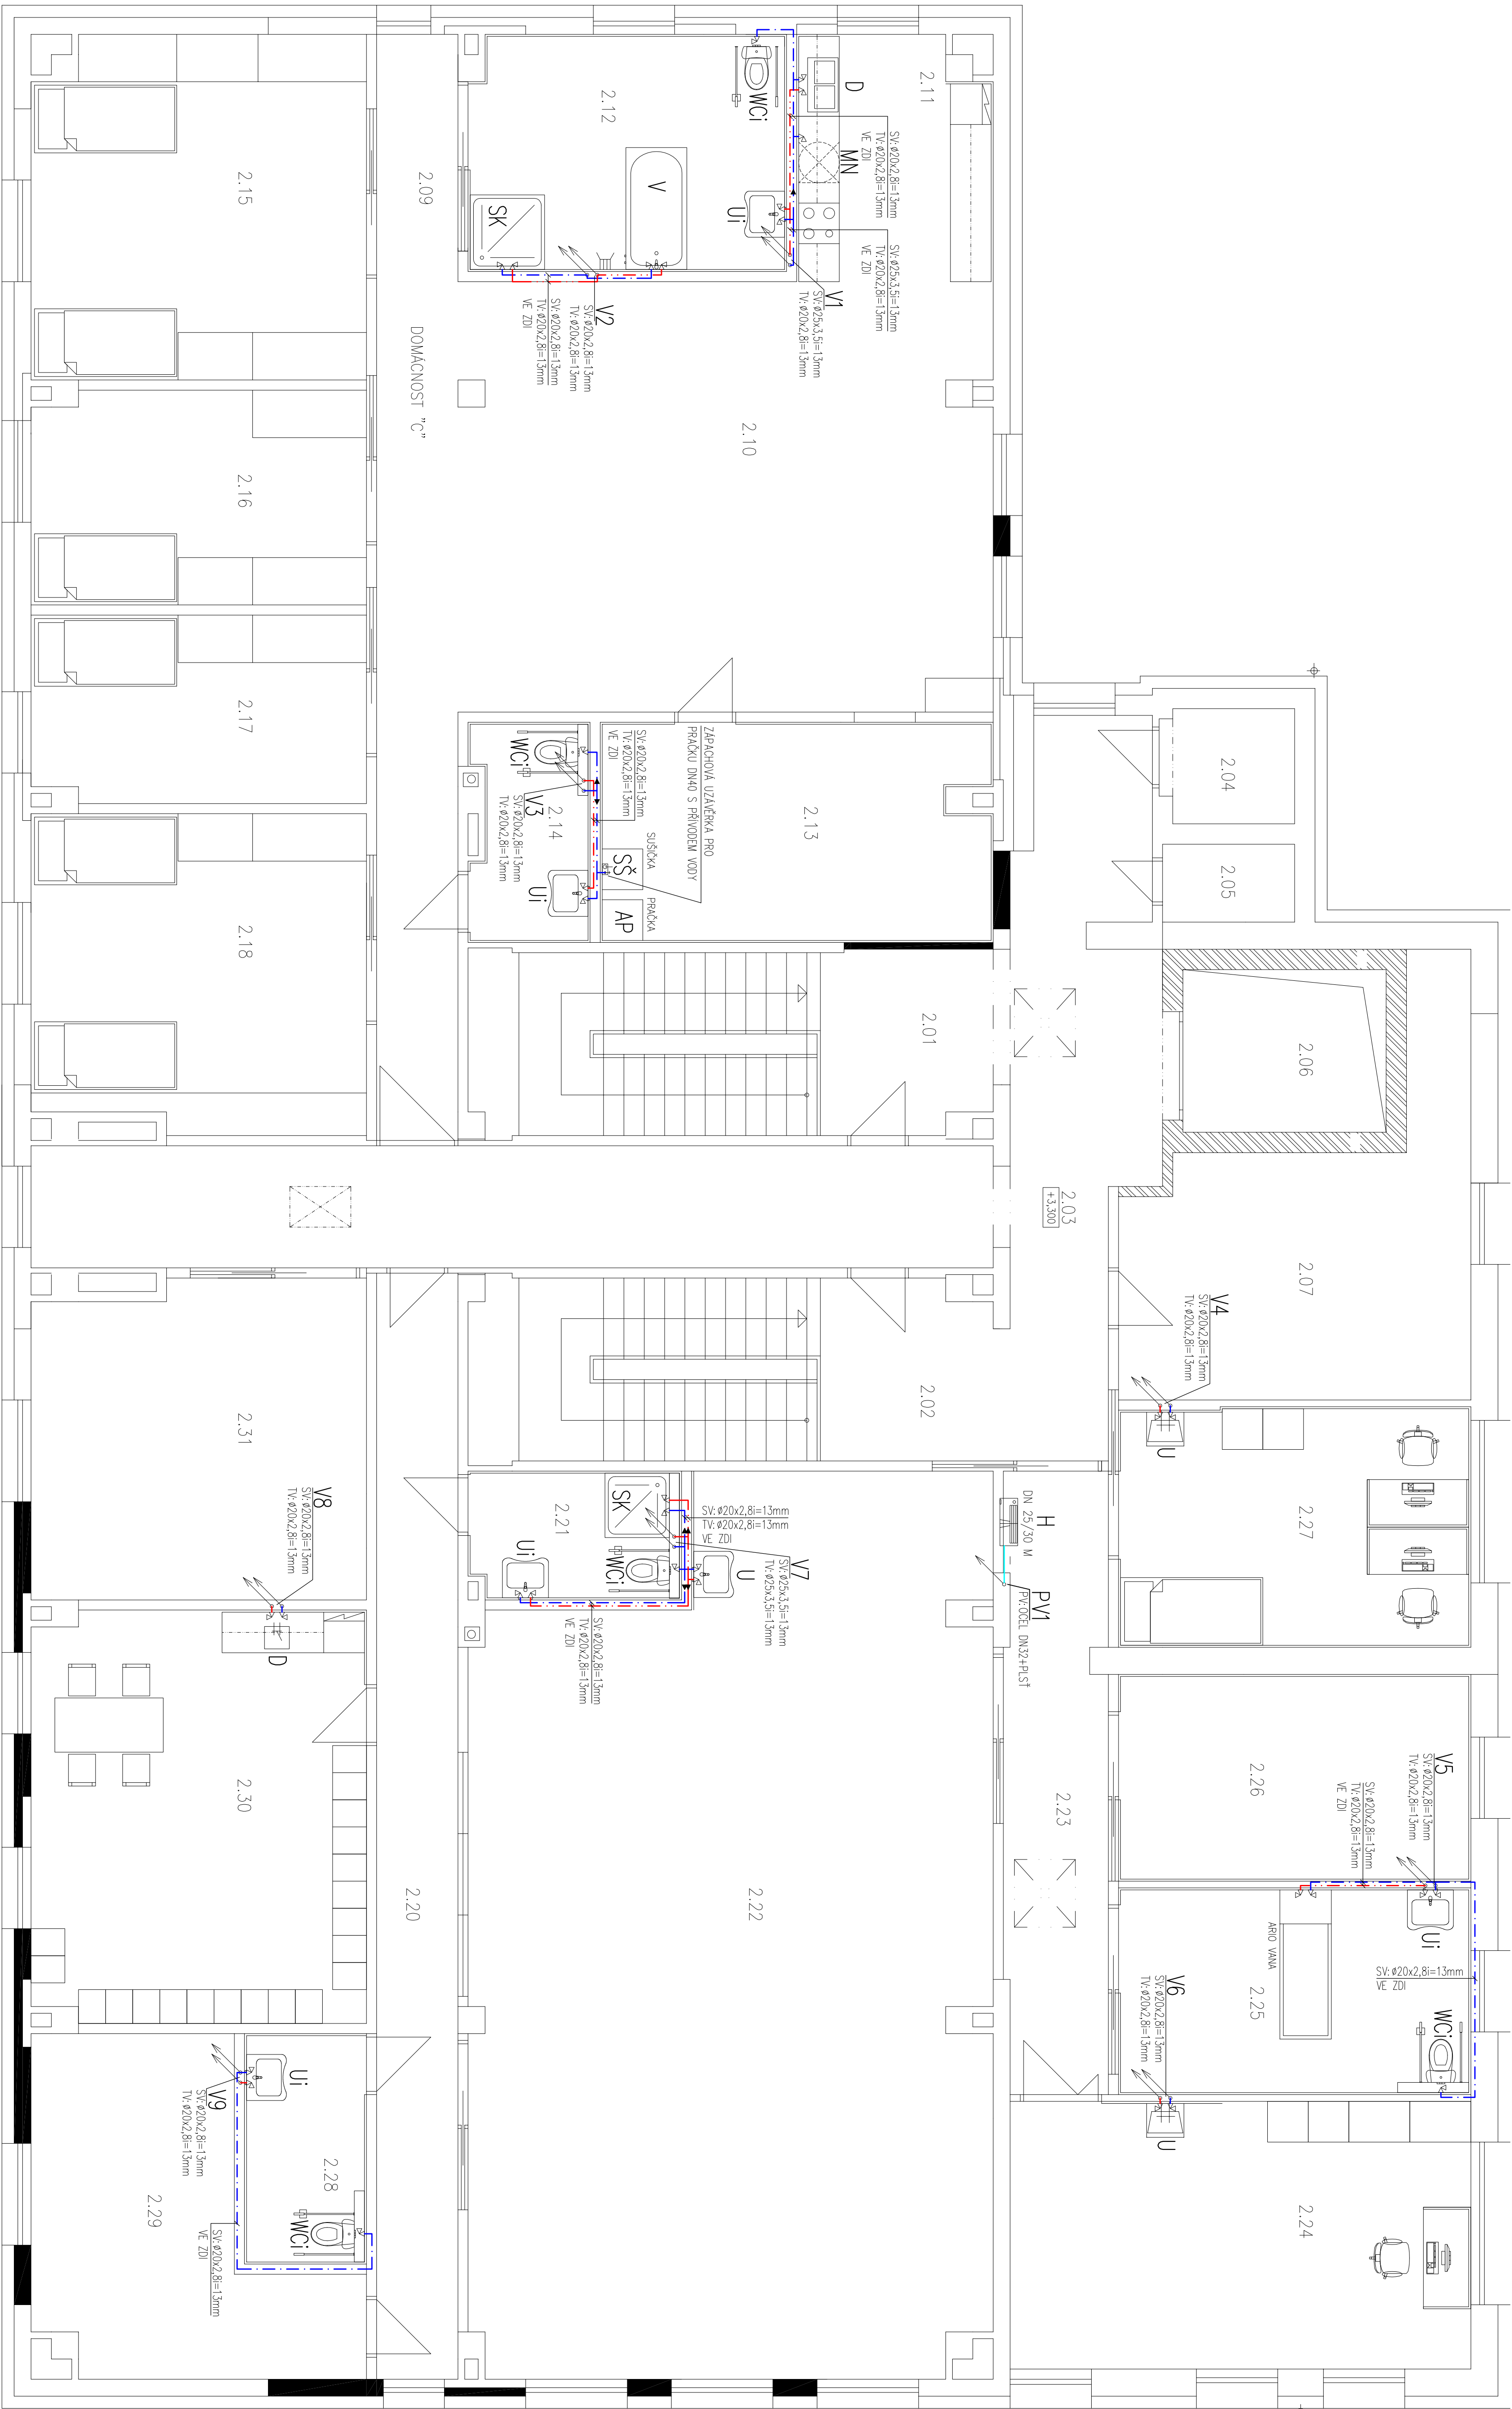 2.11
D
SV:ø20x2,8i=13mm
TV:ø20x2,8i=13mm
VE ZDI
MN
SV:ø25x3,5i=13mm
TV:ø20x2,8i=13mm
VE ZDI
WCi
2.12
Ui
V
SK
V1
SV:ø25x3,5i=13mm
TV:ø20x2,8i=13mm
V2
SV:ø20x2,8i=13mm
TV:ø20x2,8i=13mm
SV:ø20x2,8i=13mm
TV:ø20x2,8i=13mm
VE ZDI
2.09
DOMÁCNOST "C"
2.10
2.15
2.16
2.17
2.18
2.04
2.05
2.06
2.07
ZÁPACHOVÁ UZÁVĚRKA PRO
PRAČKU DN40 S PŘÍVODEM VODY
2.13
SV:ø20x2,8i=13mm
TV:ø20x2,8i=13mm
VE ZDI
SUŠIČKA
SŠ
PRAČKA
AP
WCi
V3
SV:ø20x2,8i=13mm
TV:ø20x2,8i=13mm
2.14
Ui
2.01
2.03
+3,300
2.02
V4
SV:ø20x2,8i=13mm
TV:ø20x2,8i=13mm
U
2.27
H
DN 25/30 M
PV1
PV:OCEL DN32+PLSŤ
SV:ø20x2,8i=13mm
TV:ø20x2,8i=13mm
VE ZDI
V7
SV:ø25x3,5i=13mm
TV:ø25x3,5i=13mm
U
SK
2.21
WCi
Ui
SV:ø20x2,8i=13mm
TV:ø20x2,8i=13mm
VE ZDI
2.31
V8
SV:ø20x2,8i=13mm
TV:ø20x2,8i=13mm
D
2.30
2.20
2.22
2.23
2.26
V5
SV:ø20x2,8i=13mm
TV:ø20x2,8i=13mm
SV:ø20x2,8i=13mm
TV:ø20x2,8i=13mm
VE ZDI
Ui
ARIO VANA
SV:ø20x2,8i=13mm
VE ZDI
2.25
WCi
V6
SV:ø20x2,8i=13mm
TV:ø20x2,8i=13mm
U
2.24
Ui
V9
SV:ø20x2,8i=13mm
TV:ø20x2,8i=13mm
2.28
WCi
2.29
SV:ø20x2,8i=13mm
VE ZDI